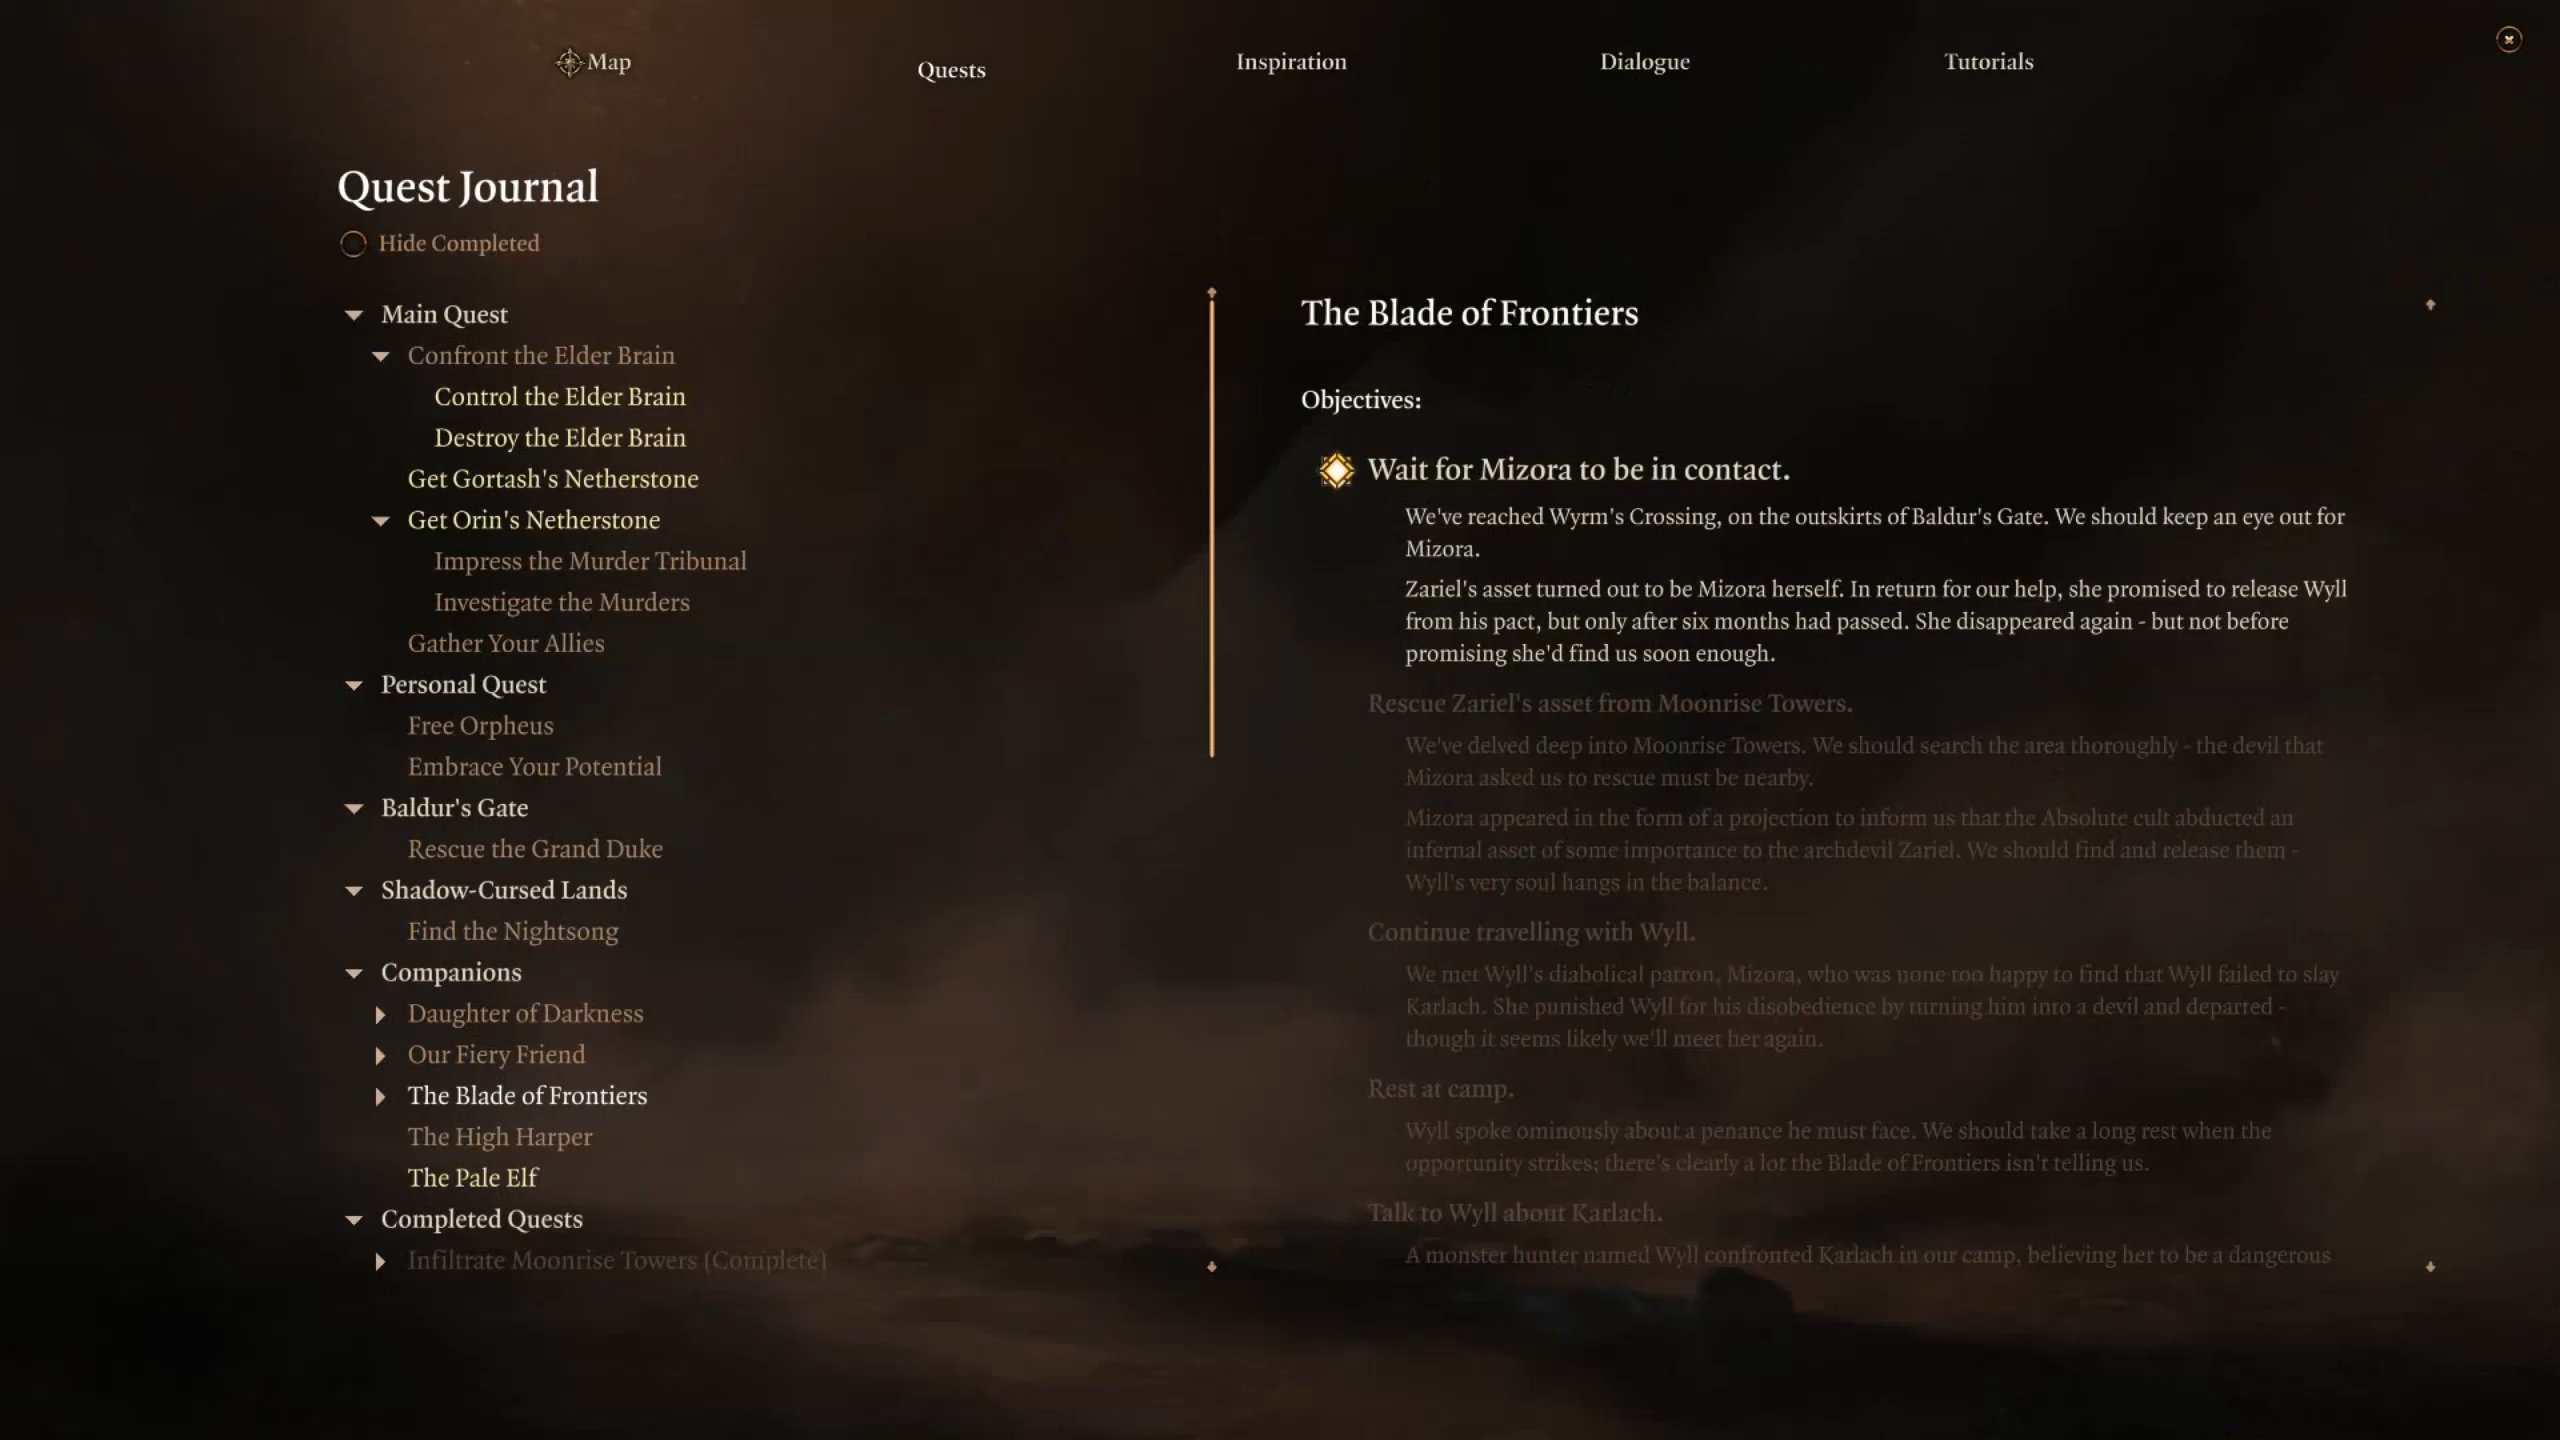 Map
Quests
Inspiration
Dialogue
Tutorials
Quest Journal
Hide Completed
Main Quest
Confront the Elder Brain
Control the Elder Brain
Destroy the Elder Brain
Get Gortash's Netherstone
Get Orin's Netherstone
Impress the Murder Tribunal
Investigate the Murders
Gather Your Allies
Personal Quest
Free Orpheus
Embrace Your Potential
Baldur's Gate
Rescue the Grand Duke
Shadow-Cursed Lands
Find the Nightsong
Companions
Daughter of Darkness
Our Fiery Friend
The Blade of Frontiers
The High Harper
The Pale Elf
Completed Quests
Infiltrate Moonrise Towers (Complete)
The Blade of Frontiers
Objectives:
Wait for Mizora to be in contact.
We've reached Wyrm's Crossing, on the outskirts of Baldur's Gate. We should keep an eye out for
Mizora.
Zariel's asset turned out to be Mizora herself. In return for our help, she promised to release Wyll
from his pact, but only after six months had passed. She disappeared again - but not before
promising she'd find us soon enough.
Rescue Zariel's asset from Moonrise Towers.
We've delved deep into Moonrise Towers. We should search the area thoroughly - the devil that
Mizora asked us to rescue must be nearby.
Mizora appeared in the form of a projection to inform us that the Absolute cult abducted an
infernal asset of some importance to the archdevil Zariel. We should find and release them -
Wyll's very soul hangs in the balance.
Continue travelling with Wyll.
We met Wyll's diabolical patron, Mizora, who was none too happy to find that Wyll failed to slay
Karlach. She punished Wyll for his disobedience by turning him into a devil and departed -
though it seems likely we'll meet her again.
Rest at camp.
Wyll spoke ominously about a penance he must face. We should take a long rest when the
opportunity strikes; there's clearly a lot the Blade of Frontiers isn't telling us.
Talk to Wyll about Karlach.
A monster hunter named Wyll confronted Karlach in our camp, believing her to be a dangerous